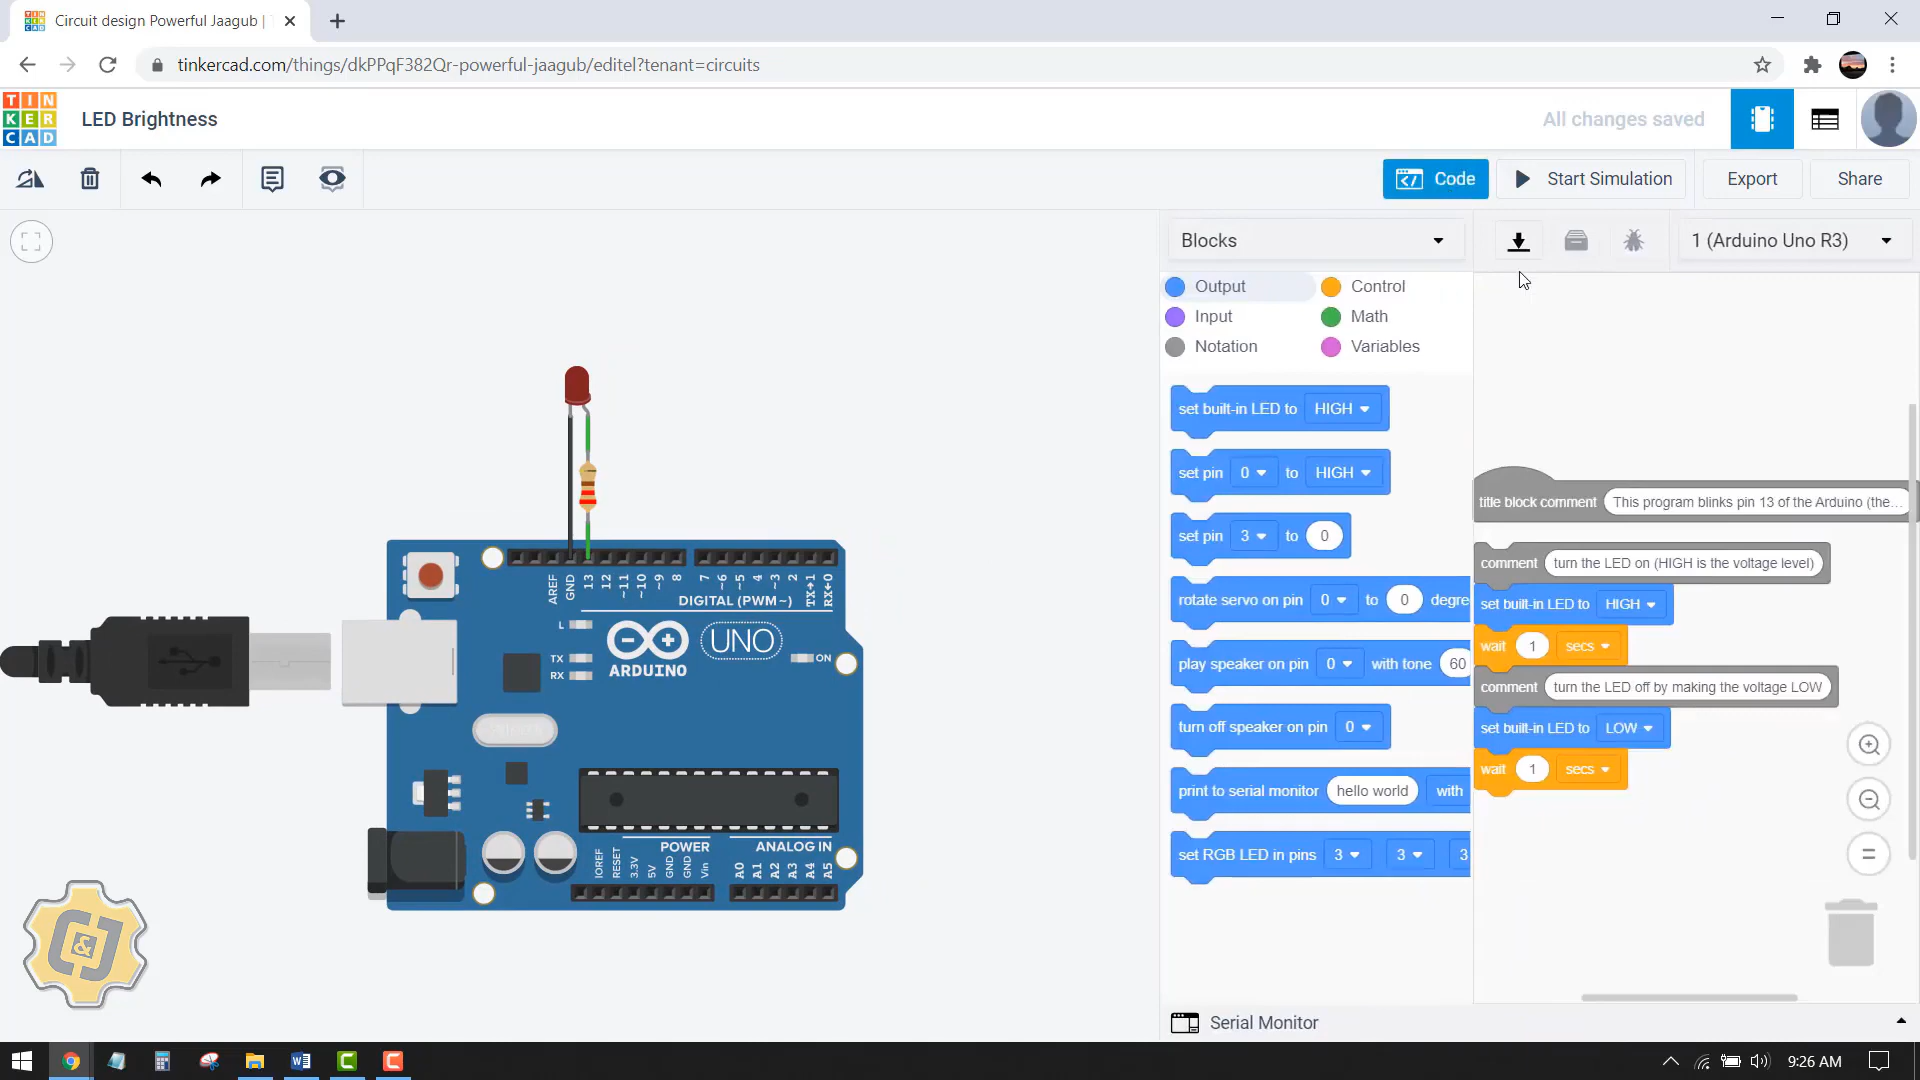 Circuit design Powerful Jaagub |
tinkercad.com/things/dkPPqF382Qr-powerful-jaagub/editel?tenant=circuits
TIN
KER
CAD
LED Brightness
All changes saved
Code
Start Simulation
Export
Share
Blocks
1 (Arduino Uno R3)
Output
Control
Input
Math
Notation
Variables
set built-in LED to HIGH
set pin 0 to HIGH
set pin 3 to 0
rotate servo on pin 0 to 0 degre
play speaker on pin 0 with tone 60
turn off speaker on pin 0
print to serial monitor hello world with
set RGB LED in pins 3 3 3
title block comment This program blinks pin 13 of the Arduino (the...
comment turn the LED on (HIGH is the voltage level)
set built-in LED to HIGH
wait 1 secs
comment turn the LED off by making the voltage LOW
set built-in LED to LOW
wait 1 secs
AREF GND 13 12 ~11 ~10 ~9 8 7 ~6 ~5 4 ~3 2 TX→1 RX←0
DIGITAL (PWM~)
L
TX
RX
UNO
ARDUINO
ON
POWER
ANALOG IN
IOREF RESET 3.3V 5V GND GND Vin A0 A1 A2 A3 A4 A5
&
Serial Monitor
9:26 AM